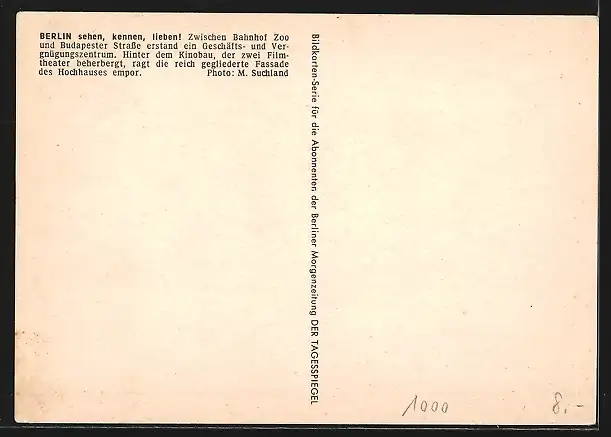 BERLIN sehen, kennen, lieben! Zwischen Bahnhof Zoo
und Budapester Straße erstand ein Geschäfts- und Ver-
gnügungszentrum. Hinter dem Kinobau, der zwei Film-
theater beherbergt, ragt die reich gegliederte Fassade
des Hochhauses empor. Photo: M. Suchland
Bildkarten-Serie für die Abonnenten der Berliner Morgenzeitung DER TAGESSPIEGEL
1000
8.-